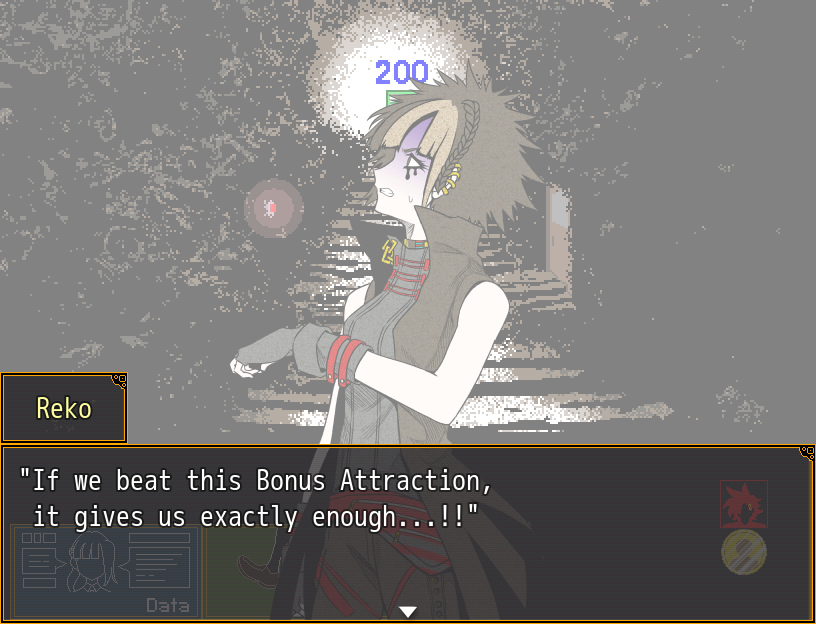 200
Reko
"If we beat this Bonus Attraction,
it gives us exactly enough...!!"
Data